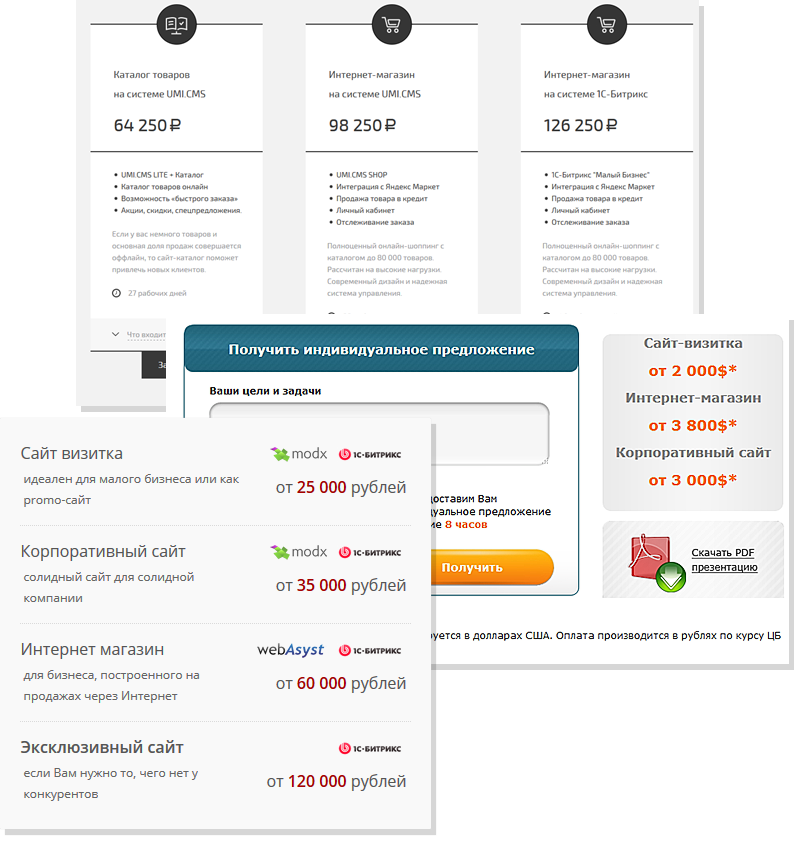 Каталог товаров
на системе UMI.CMS
64 250 ₽
UMI.CMS LITE + Каталог
Каталог товаров онлайн
Возможность «быстрого заказа»
Акции, скидки, спецпредложения.
Если у вас немного товаров и
основная доля продаж совершается
оффлайн, то сайт-каталог поможет
привлечь новых клиентов.
27 рабочих дней
Что входит
За
Интернет-магазин
на системе UMI.CMS
98 250 ₽
UMI.CMS SHOP
Интеграция с Яндекс Маркет
Продажа товара в кредит
Личный кабинет
Отслеживание заказа
Полноценный онлайн-шоппинг с
каталогом до 80 000 товаров.
Рассчитан на высокие нагрузки.
Современный дизайн и надежная
система управления.
Интернет-магазин
на системе 1С-Битрикс
126 250 ₽
1С-Битрикс "Малый Бизнес"
Интеграция с Яндекс Маркет
Продажа товара в кредит
Личный кабинет
Отслеживание заказа
Полноценный онлайн-шоппинг с
каталогом до 80 000 товаров.
Рассчитан на высокие нагрузки.
Современный дизайн и надежная
система управления.
Получить индивидуальное предложение
Ваши цели и задачи
доставим Вам
дуальное предложение
ие 8 часов
Получить
Сайт-визитка
от 2 000$*
Интернет-магазин
от 3 800$*
Корпоративный сайт
от 3 000$*
Скачать PDF
презентацию
руется в долларах США. Оплата производится в рублях по курсу ЦБ
Сайт визитка
modx 1С-БИТРИКС
идеален для малого бизнеса или как
promo-сайт
от 25 000 рублей
Корпоративный сайт
modx 1С-БИТРИКС
солидный сайт для солидной
компании
от 35 000 рублей
Интернет магазин
webAsyst 1С-БИТРИКС
для бизнеса, построенного на
продажах через Интернет
от 60 000 рублей
Эксклюзивный сайт
1С-БИТРИКС
если Вам нужно то, чего нет у
конкурентов
от 120 000 рублей